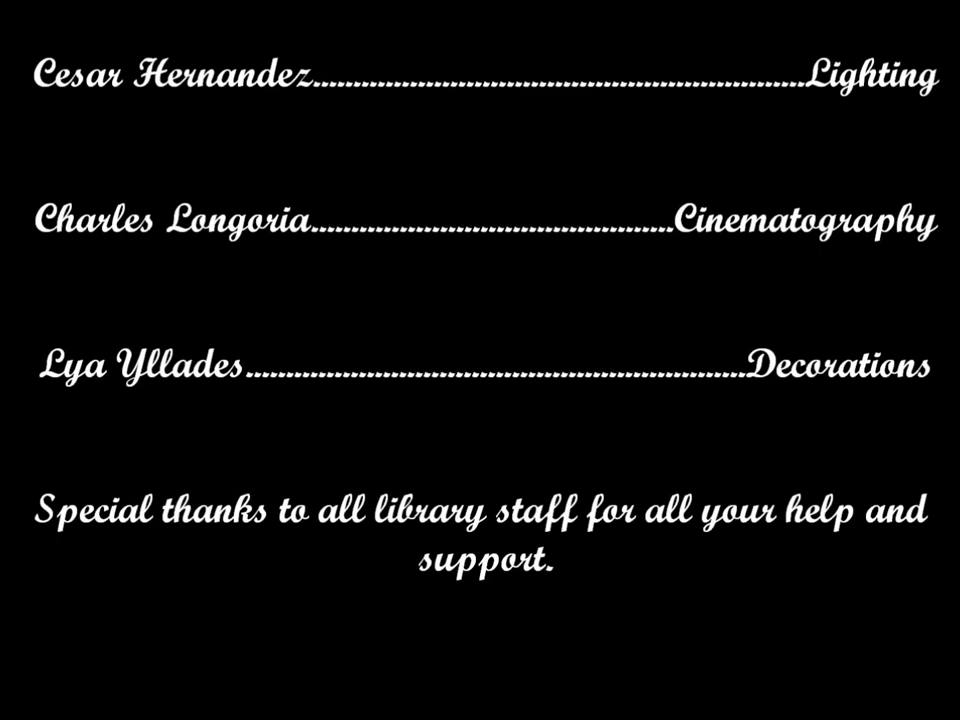 Cesar Hernandez..............................................................Lighting
Charles Longoria..............................................Cinematography
Lya Yllades...............................................................Decorations
Special thanks to all library staff for all your help and
support.